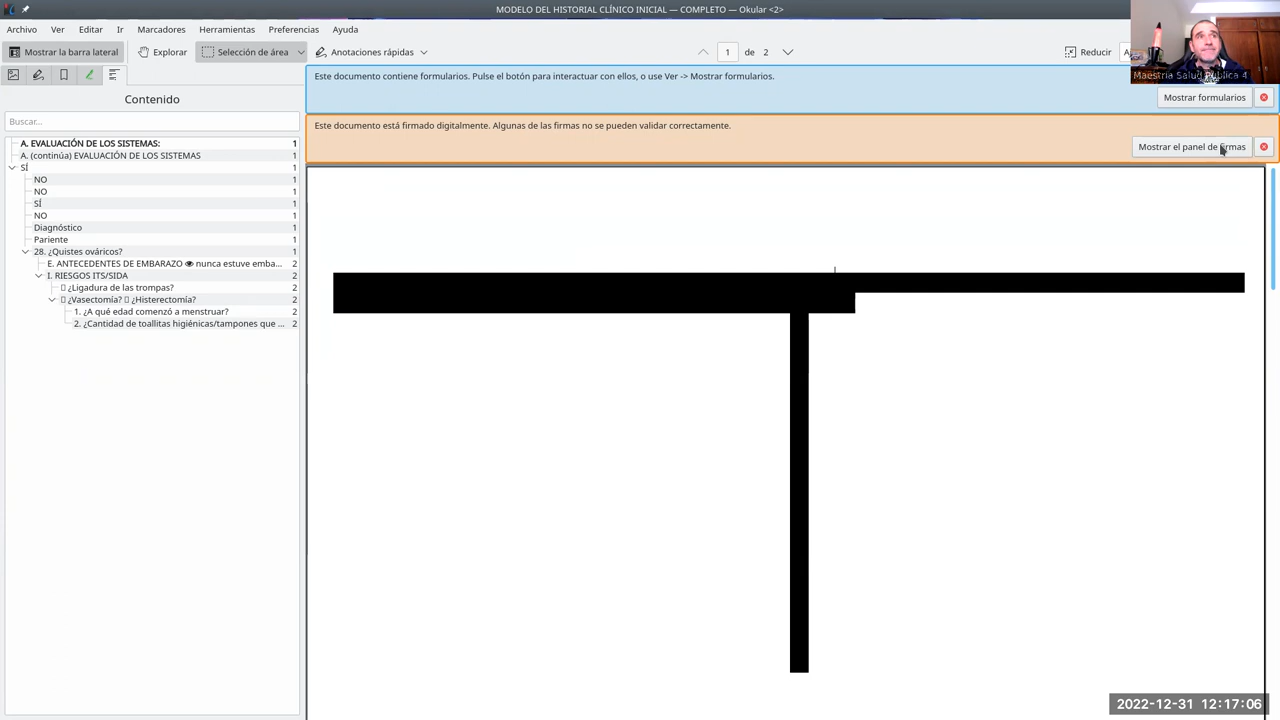 MODELO DEL HISTORIAL CLÍNICO INICIAL — COMPLETO — Okular <2>
Archivo Ver Editar Ir Marcadores Herramientas Preferencias Ayuda
Mostrar la barra lateral Explorar Selección de área Anotaciones rápidas 1 de 2 Reducir
Maestria Salud Publica 4
Contenido
Buscar...
A. EVALUACIÓN DE LOS SISTEMAS: 1
A. (continúa) EVALUACIÓN DE LOS SISTEMAS 1
SÍ 1
NO 1
NO 1
SÍ 1
NO 1
Diagnóstico 1
Pariente 1
28. ¿Quistes ováricos? 1
E. ANTECEDENTES DE EMBARAZO 👁 nunca estuve emba... 2
I. RIESGOS ITS/SIDA 2
¿Ligadura de las trompas? 2
¿Vasectomía? ¿Histerectomía? 2
1. ¿A qué edad comenzó a menstruar? 2
2. ¿Cantidad de toallitas higiénicas/tampones que ... 2
Este documento contiene formularios. Pulse el botón para interactuar con ellos, o use Ver -> Mostrar formularios.
Mostrar formularios
Este documento está firmado digitalmente. Algunas de las firmas no se pueden validar correctamente.
Mostrar el panel de firmas
2022-12-31 12:17:06